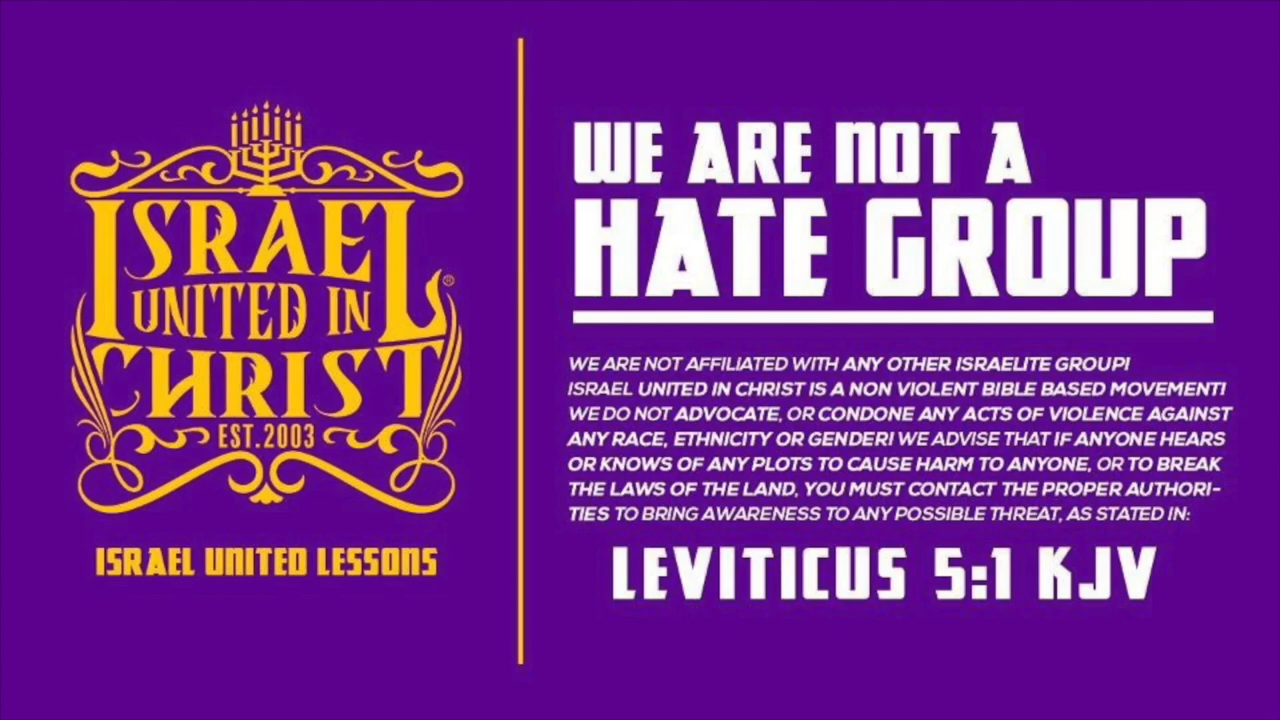 ISRAEL
UNITED IN
CHRIST
EST.2003
ISRAEL UNITED LESSONS
WE ARE NOT A
HATE GROUP
WE ARE NOT AFFILIATED WITH ANY OTHER ISRAELITE GROUP!
ISRAEL UNITED IN CHRIST IS A NON VIOLENT BIBLE BASED MOVEMENT!
WE DO NOT ADVOCATE, OR CONDONE ANY ACTS OF VIOLENCE AGAINST
ANY RACE, ETHNICITY OR GENDER! WE ADVISE THAT IF ANYONE HEARS
OR KNOWS OF ANY PLOTS TO CAUSE HARM TO ANYONE, OR TO BREAK
THE LAWS OF THE LAND, YOU MUST CONTACT THE PROPER AUTHORI-
TIES TO BRING AWARENESS TO ANY POSSIBLE THREAT, AS STATED IN:
LEVITICUS 5:1 KJV